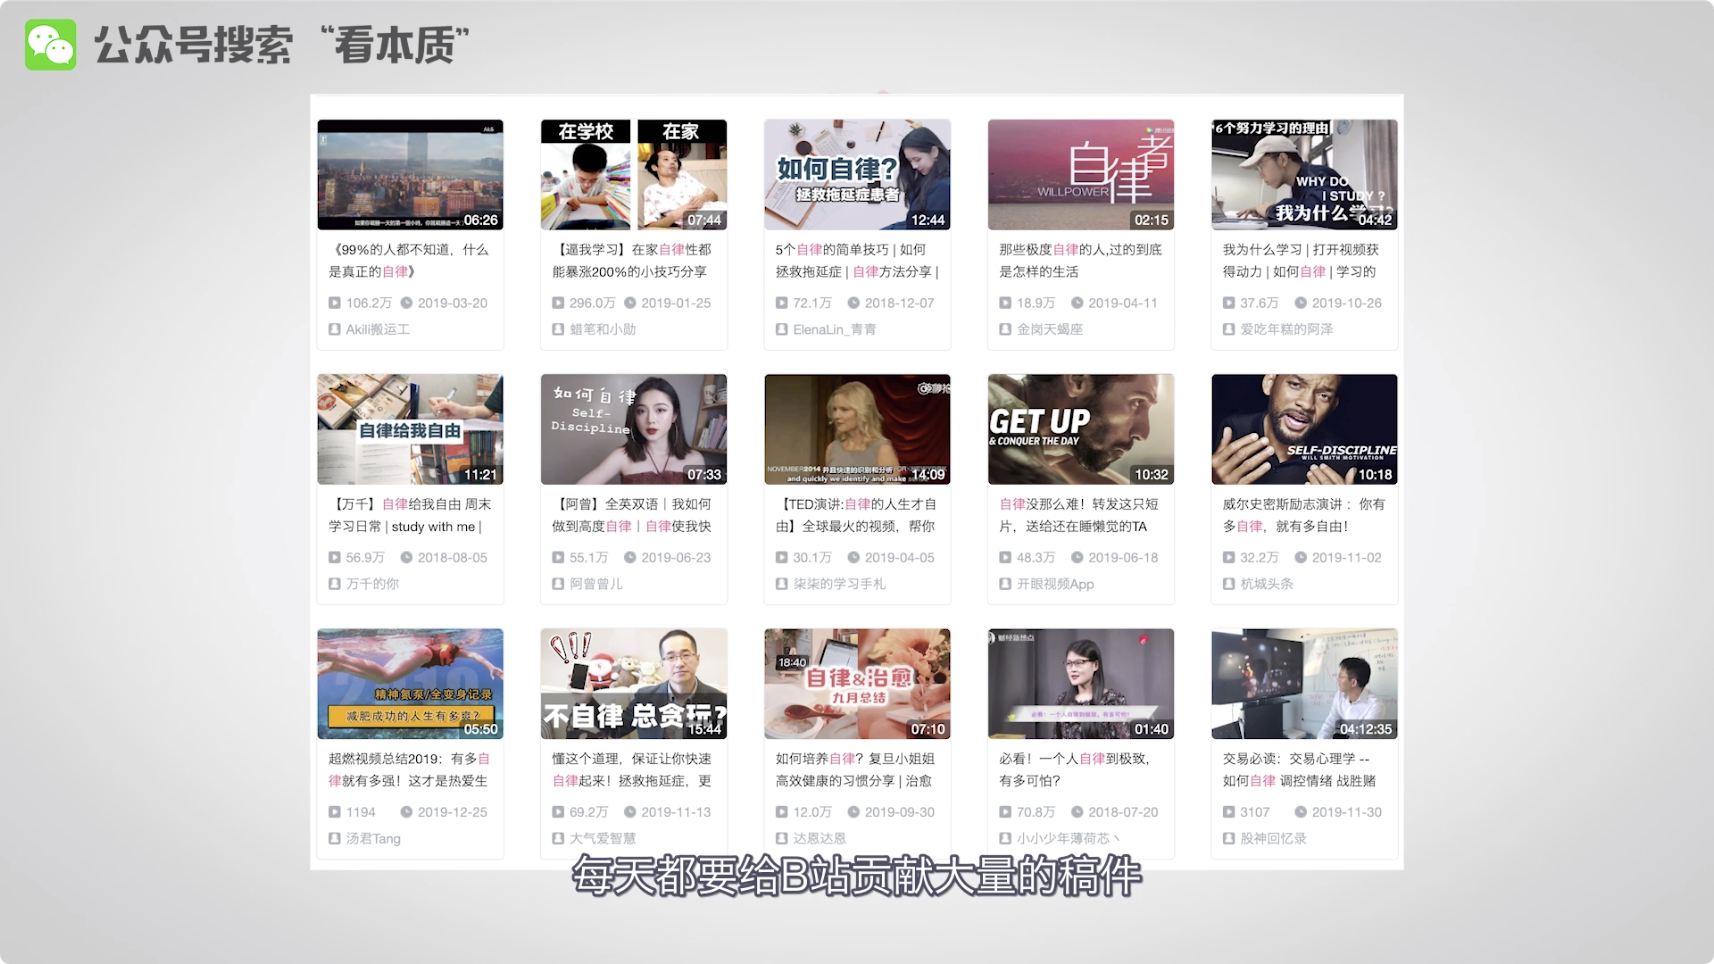 公众号搜索 “看本质”
06:26
《99%的人都不知道，什么
是真正的自律》
106.2万 2019-03-20
Akili搬运工
在学校 在家
07:44
【逼我学习】在家自律性都
能暴涨200%的小技巧分享
296.0万 2019-01-25
蜡笔和小勋
如何自律?
拯救拖延症患者
12:44
5个自律的简单技巧 | 如何
拯救拖延症 | 自律方法分享 |
72.1万 2018-12-07
ElenaLin_青青
自律者
WILLPOWER
02:15
那些极度自律的人,过的到底
是怎样的生活
18.9万 2019-04-11
金岗天蝎座
6个努力学习的理由
WHY DO
I STUDY ?
我为什么学习
04:42
我为什么学习 | 打开视频获
得动力 | 如何自律 | 学习的
37.6万 2019-10-26
爱吃年糕的阿泽
自律给我自由
11:21
【万千】自律给我自由 周末
学习日常 | study with me |
56.9万 2018-08-05
万千的你
如何自律
Self-
Discipline
07:33
【阿曾】全英双语｜我如何
做到高度自律｜自律使我快
55.1万 2019-06-23
阿曾曾儿
NOVEMBER 2014 并且快速的识别和分析
and quickly we identify and make
14:09
【TED演讲:自律的人生才自
由】全球最火的视频，帮你
30.1万 2019-04-05
柒柒的学习手札
GET UP
& CONQUER THE DAY
10:32
自律没那么难！转发这只短
片，送给还在睡懒觉的TA
48.3万 2019-06-18
开眼视频App
SELF-DISCIPLINE
WILL SMITH MOTIVATION
10:18
威尔史密斯励志演讲 ：你有
多自律，就有多自由！
32.2万 2019-11-02
杭城头条
精神氮泵/全变身记录
减肥成功的人生有多爽?
05:50
超燃视频总结2019：有多自
律就有多强！这才是热爱生
1194 2019-12-25
汤君Tang
不自律 总贪玩?
15:44
懂这个道理，保证让你快速
自律起来！拯救拖延症，更
69.2万 2019-11-13
大气爱智慧
18:40
自律&治愈
九月总结
07:10
如何培养自律？复旦小姐姐
高效健康的习惯分享 | 治愈
12.0万 2019-09-30
达恩达恩
必看！一个人自律到极致，有多可怕?
01:40
必看！一个人自律到极致，
有多可怕?
70.8万 2018-07-20
小小少年薄荷芯丶
04:12:35
交易必读：交易心理学 --
如何自律 调控情绪 战胜赌
3107 2019-11-30
股神回忆录
每天都要给B站贡献大量的稿件